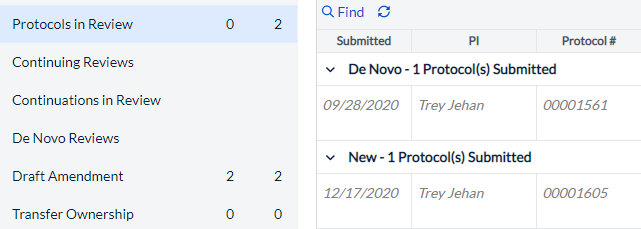 Protocols in Review 0 2
Continuing Reviews
Continuations in Review
De Novo Reviews
Draft Amendment 2 2
Transfer Ownership 0 0
Find
Submitted PI Protocol #
De Novo - 1 Protocol(s) Submitted
09/28/2020 Trey Jehan 00001561
New - 1 Protocol(s) Submitted
12/17/2020 Trey Jehan 00001605